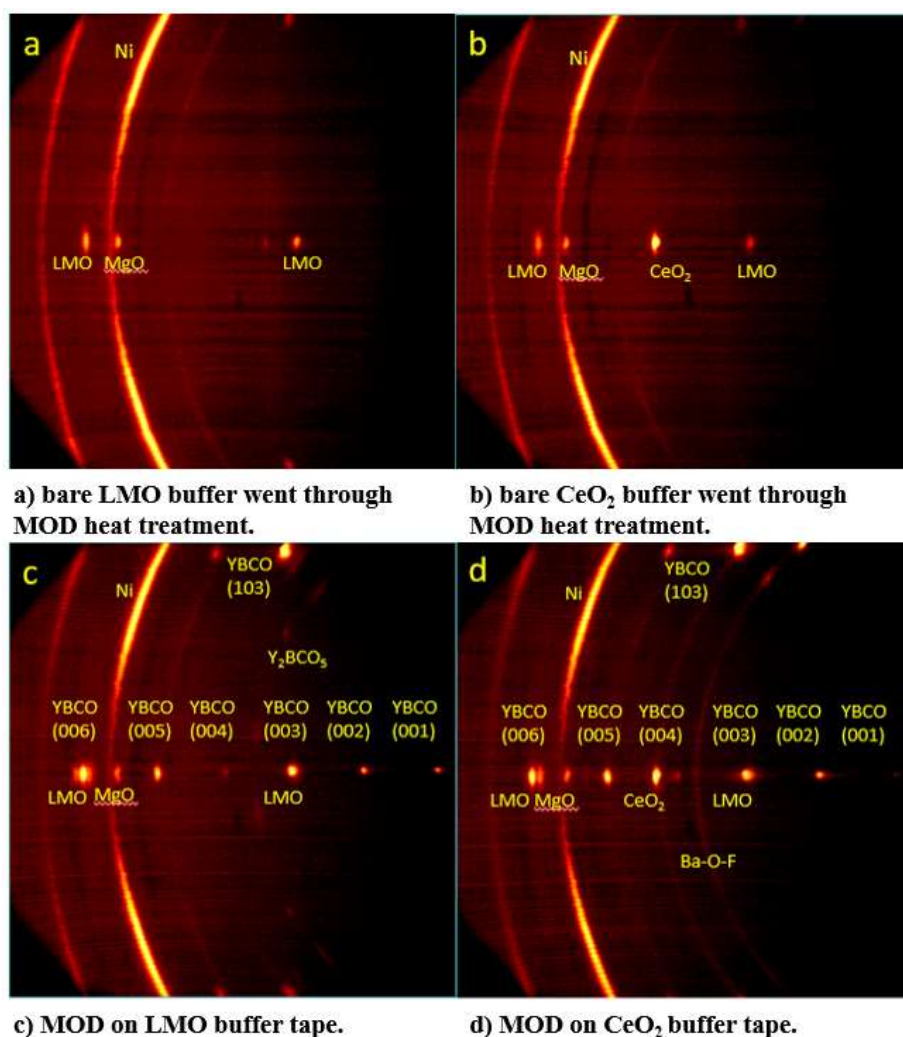 a
Ni
LMO MgO LMO
b
Ni
LMO MgO CeO₂ LMO
a) bare LMO buffer went through
MOD heat treatment.
b) bare CeO₂ buffer went through
MOD heat treatment.
c
Ni
YBCO
(103)
Y₂BCO₅
YBCO YBCO YBCO YBCO YBCO YBCO
(006) (005) (004) (003) (002) (001)
LMO MgO LMO
d
Ni
YBCO
(103)
YBCO YBCO YBCO YBCO YBCO YBCO
(006) (005) (004) (003) (002) (001)
LMO MgO CeO₂ LMO
Ba-O-F
c) MOD on LMO buffer tape.
d) MOD on CeO₂ buffer tape.